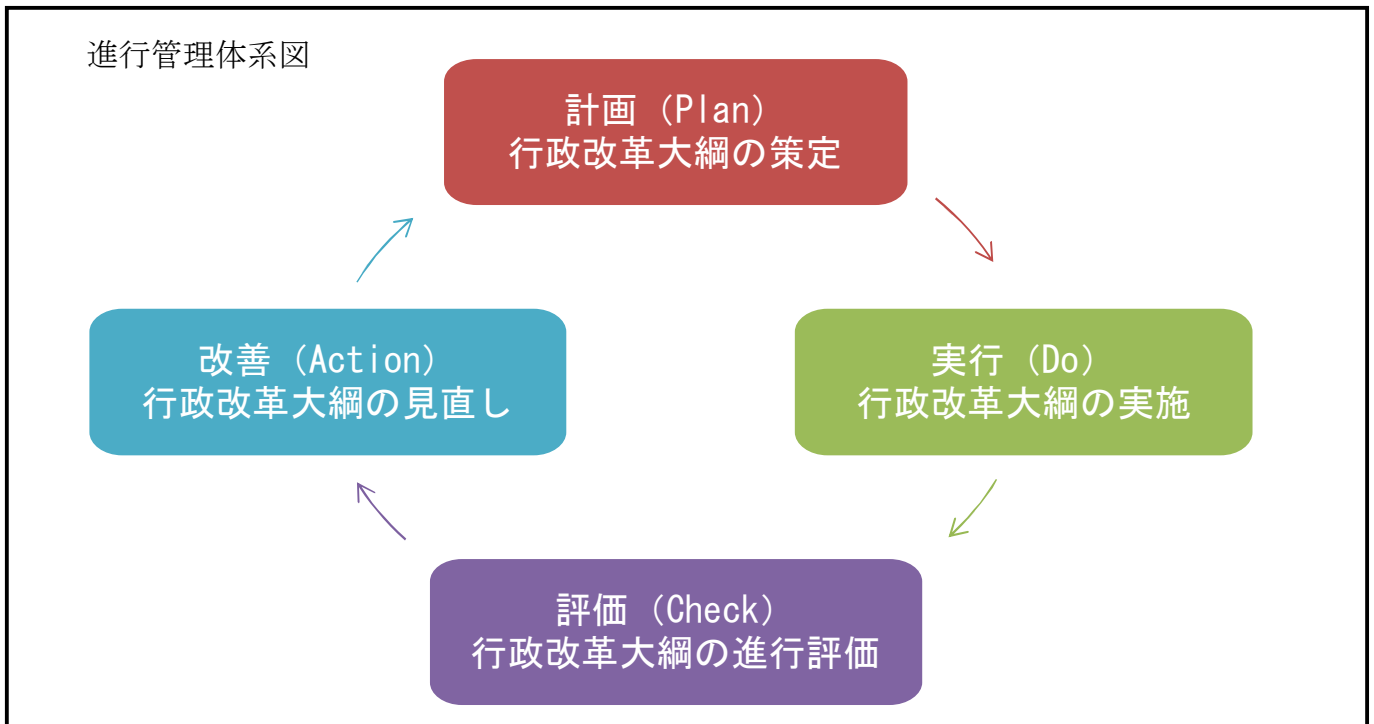 進行管理体系図
計画（Plan）
行政改革大綱の策定
改善（Action）
行政改革大綱の見直し
実行（Do）
行政改革大綱の実施
評価（Check）
行政改革大綱の進行評価